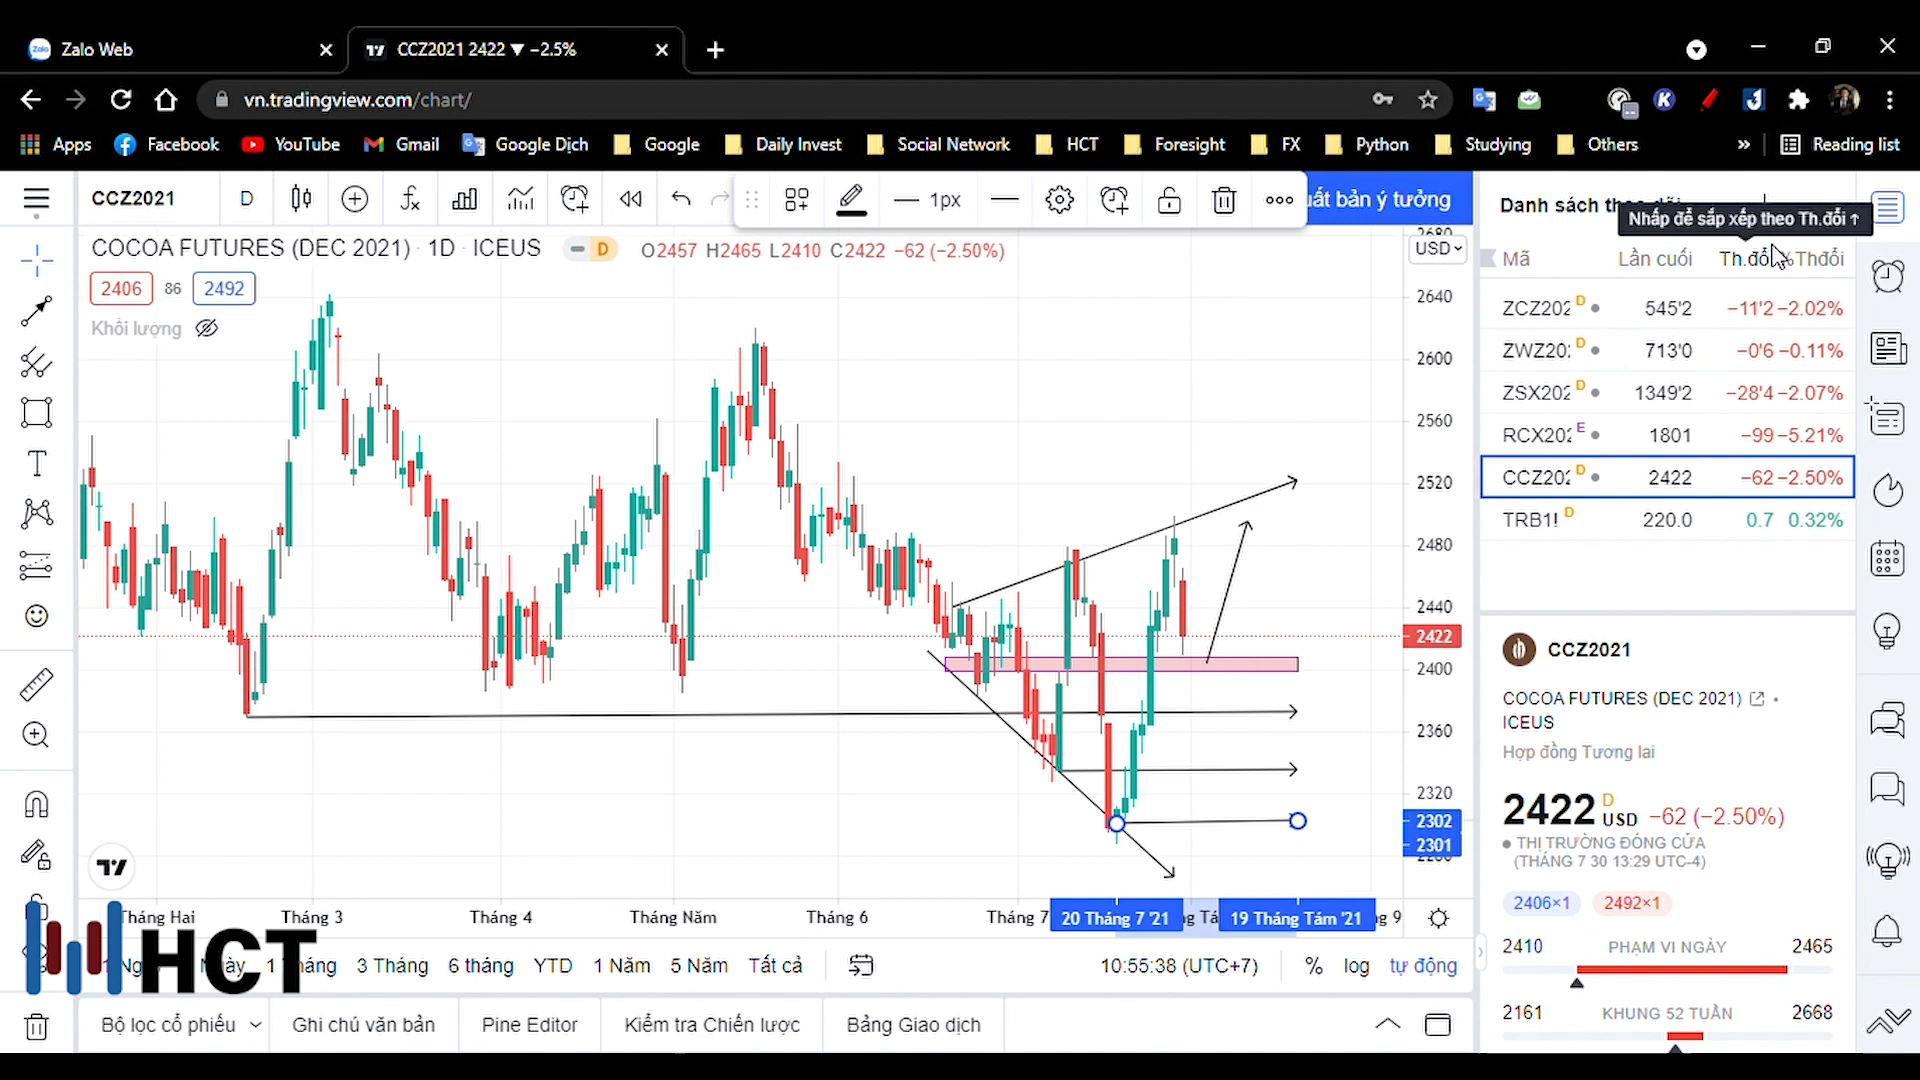 Zalo Web
CCZ2021 2422 ▼ −2.5%
vn.tradingview.com/chart/
Apps Facebook YouTube Gmail Google Dịch Google Daily Invest Social Network HCT Foresight FX Python Studying Others » Reading list
CCZ2021 D 1px uất bản ý tưởng
Danh sách
Nhấp để sắp xếp theo Th.đổi ↑
COCOA FUTURES (DEC 2021) · 1D · ICEUS D O2457 H2465 L2410 C2422 −62 (−2.50%)
USD
2406 86 2492
Khối lượng
Mã Lần cuối Th.đổi %Thđổi
ZCZ202 D 545'2 −11'2 −2.02%
ZWZ20 D 713'0 −0'6 −0.11%
ZSX202 D 1349'2 −28'4 −2.07%
RCX202 E 1801 −99 −5.21%
CCZ202 D 2422 −62 −2.50%
TRB1! D 220.0 0.7 0.32%
2680
2640
2600
2560
2520
2480
2440
2422
2400
2360
2320
2302
2301
CCZ2021
COCOA FUTURES (DEC 2021)
ICEUS
Hợp đồng Tương lai
2422 D USD −62 (−2.50%)
THỊ TRƯỜNG ĐÓNG CỬA
(THÁNG 7 30 13:29 UTC-4)
2406×1 2492×1
2410 PHẠM VI NGÀY 2465
2161 KHUNG 52 TUẦN 2668
Tháng Hai Tháng 3 Tháng 4 Tháng Năm Tháng 6 Tháng 7 20 Tháng 7 '21 19 Tháng Tám '21 9
HCT
3 Tháng 6 tháng YTD 1 Năm 5 Năm Tất cả 10:55:38 (UTC+7) % log tự động
Bộ lọc cổ phiếu Ghi chú văn bản Pine Editor Kiểm tra Chiến lược Bảng Giao dịch